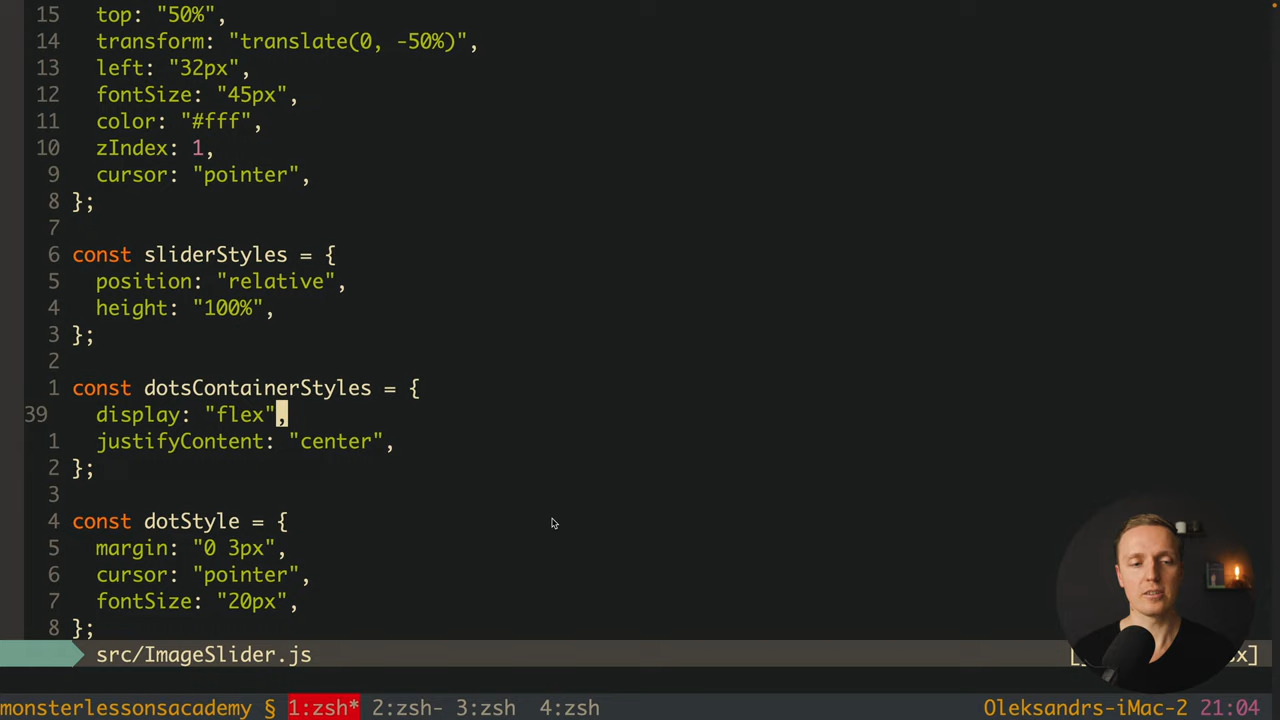 15 top: "50%",
14 transform: "translate(0, -50%)",
13 left: "32px",
12 fontSize: "45px",
11 color: "#fff",
10 zIndex: 1,
9 cursor: "pointer",
8 };
7
6 const sliderStyles = {
5 position: "relative",
4 height: "100%",
3 };
2
1 const dotsContainerStyles = {
39 display: "flex",
1 justifyContent: "center",
2 };
3
4 const dotStyle = {
5 margin: "0 3px",
6 cursor: "pointer",
7 fontSize: "20px",
8 };
src/ImageSlider.js
monsterlessonsacademy § 1:zsh* 2:zsh- 3:zsh 4:zsh Oleksandrs-iMac-2 21:04